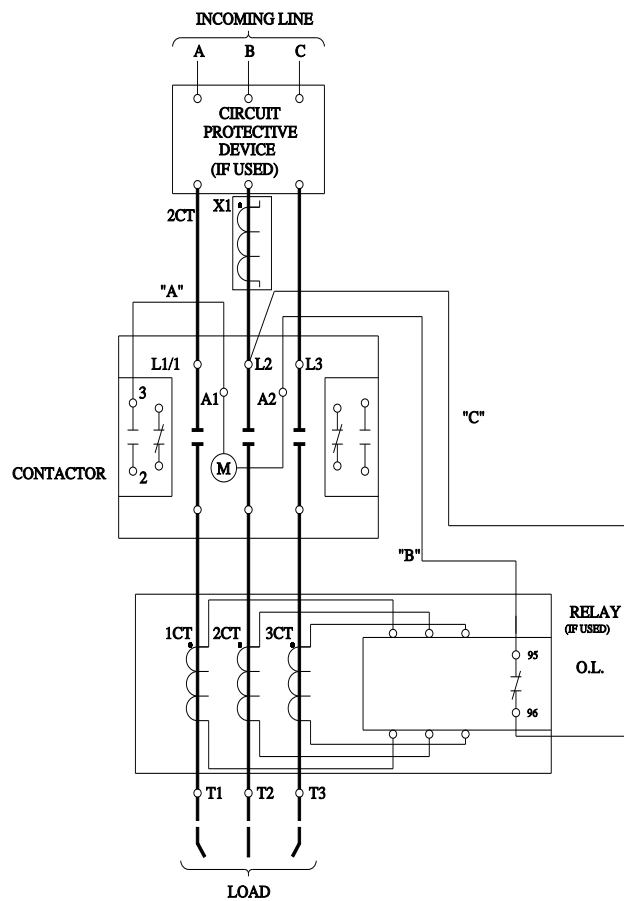 INCOMING LINE
A B C
CIRCUIT
PROTECTIVE
DEVICE
(IF USED)
2CT X1
"A"
L1/1 L2 L3
3 A1 A2
"C"
M
2
CONTACTOR
"B"
RELAY
(IF USED)
1CT 2CT 3CT
95
O.L.
96
T1 T2 T3
LOAD